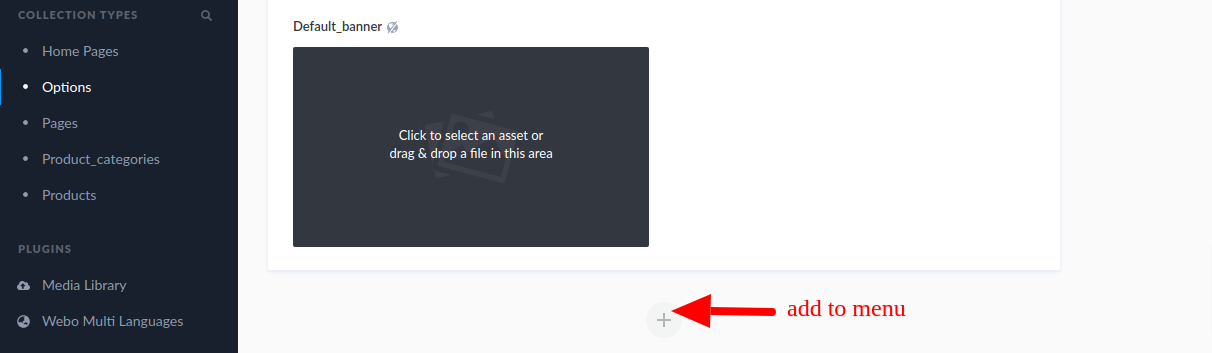 COLLECTION TYPES
Home Pages
Options
Pages
Product_categories
Products
PLUGINS
Media Library
Webo Multi Languages
Default_banner
Click to select an asset or
drag & drop a file in this area
add to menu